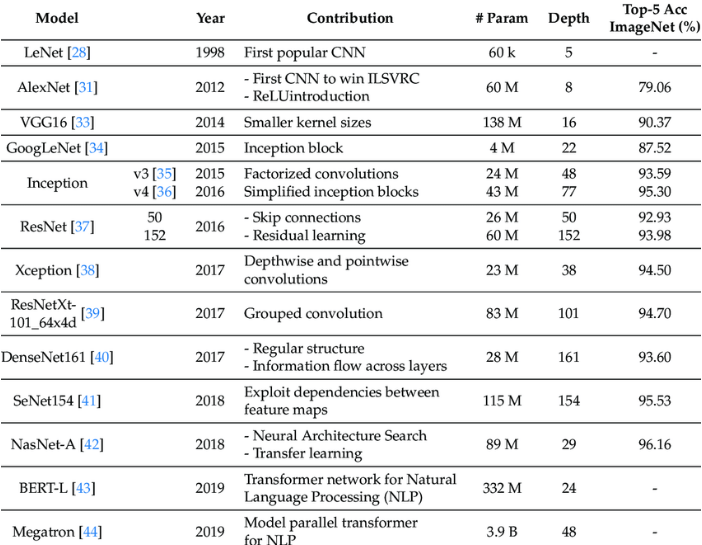 Model Year Contribution # Param Depth Top-5 Acc
ImageNet (%)
LeNet [28] 1998 First popular CNN 60 k 5 -
AlexNet [31] 2012 - First CNN to win ILSVRC 60 M 8 79.06
- ReLUintroduction
VGG16 [33] 2014 Smaller kernel sizes 138 M 16 90.37
GoogLeNet [34] 2015 Inception block 4 M 22 87.52
Inception v3 [35] 2015 Factorized convolutions 24 M 48 93.59
v4 [36] 2016 Simplified inception blocks 43 M 77 95.30
ResNet [37] 50 2016 - Skip connections 26 M 50 92.93
152 - Residual learning 60 M 152 93.98
Xception [38] 2017 Depthwise and pointwise 23 M 38 94.50
convolutions
ResNetXt-
101_64x4d [39] 2017 Grouped convolution 83 M 101 94.70
DenseNet161 [40] 2017 - Regular structure 28 M 161 93.60
- Information flow across layers
SeNet154 [41] 2018 Exploit dependencies between 115 M 154 95.53
feature maps
NasNet-A [42] 2018 - Neural Architecture Search 89 M 29 96.16
- Transfer learning
BERT-L [43] 2019 Transformer network for Natural 332 M 24 -
Language Processing (NLP)
Megatron [44] 2019 Model parallel transformer 3.9 B 48 -
for NLP